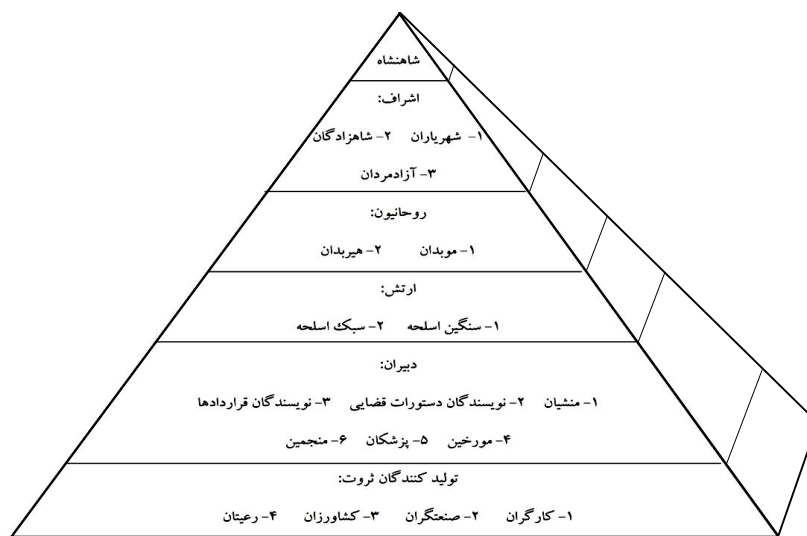 شاهنشاه
اشراف:
۱- شهریاران ۲- شاهزادگان
۳- آزادمردان
روحانیون:
۱- موبدان ۲- هیربدان
ارتش:
۱- سنگین اسلحه ۲- سبک اسلحه
دبیران:
۱- منشیان ۲- نویسندگان دستورات قضایی ۳- نویسندگان قراردادها
۴- مورخین ۵- پزشکان ۶- منجمین
تولید کنندگان ثروت:
۱- کارگران ۲- صنعتگران ۳- کشاورزان ۴- رعیتان